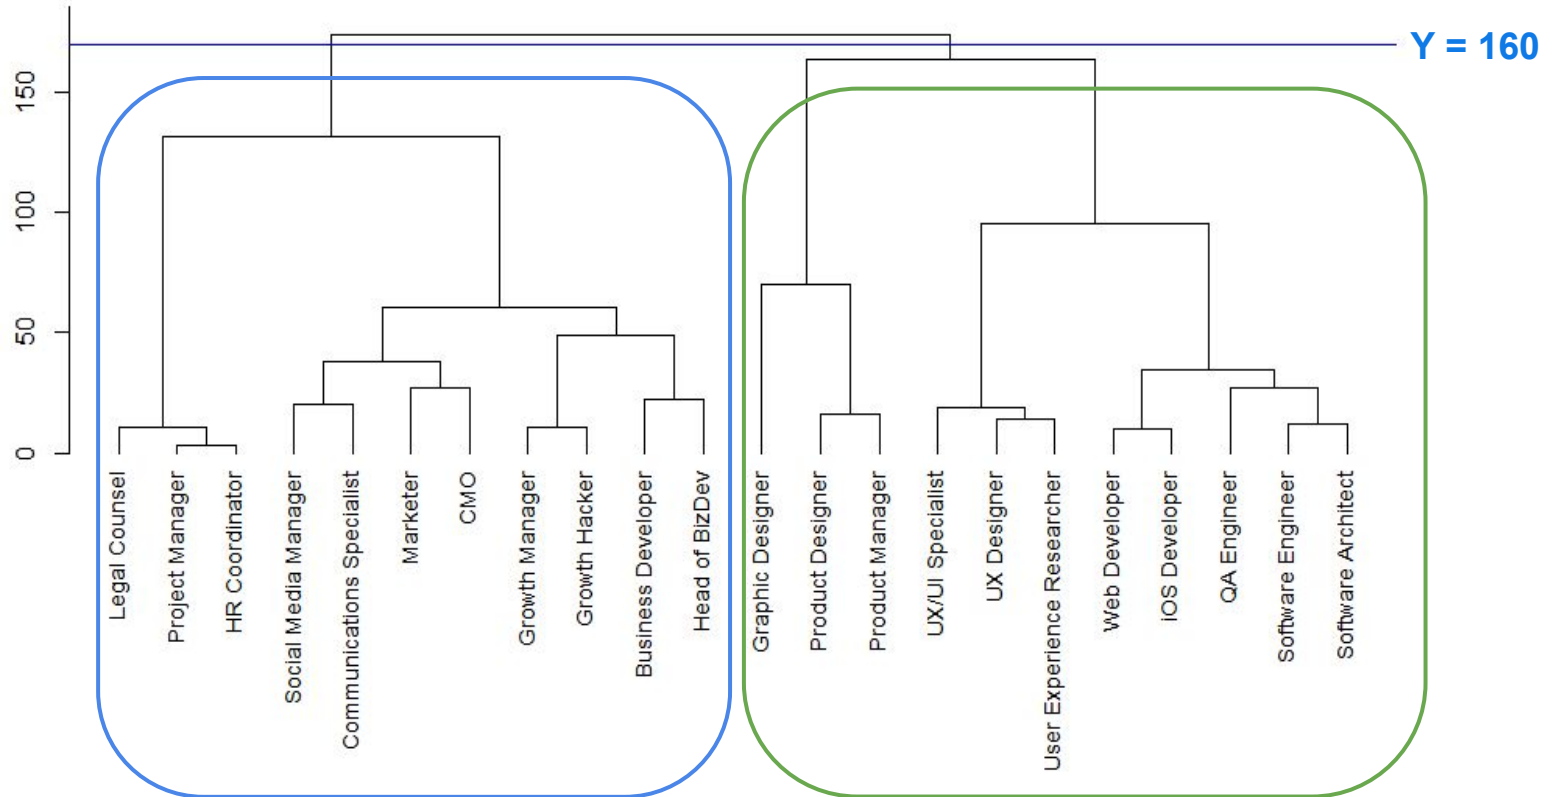 Y = 160
150
100
50
0
Legal Counsel
Project Manager
HR Coordinator
Social Media Manager
Communications Specialist
Marketer
CMO
Growth Manager
Growth Hacker
Business Developer
Head of BizDev
Graphic Designer
Product Designer
Product Manager
UX/UI Specialist
UX Designer
User Experience Researcher
Web Developer
iOS Developer
QA Engineer
Software Engineer
Software Architect